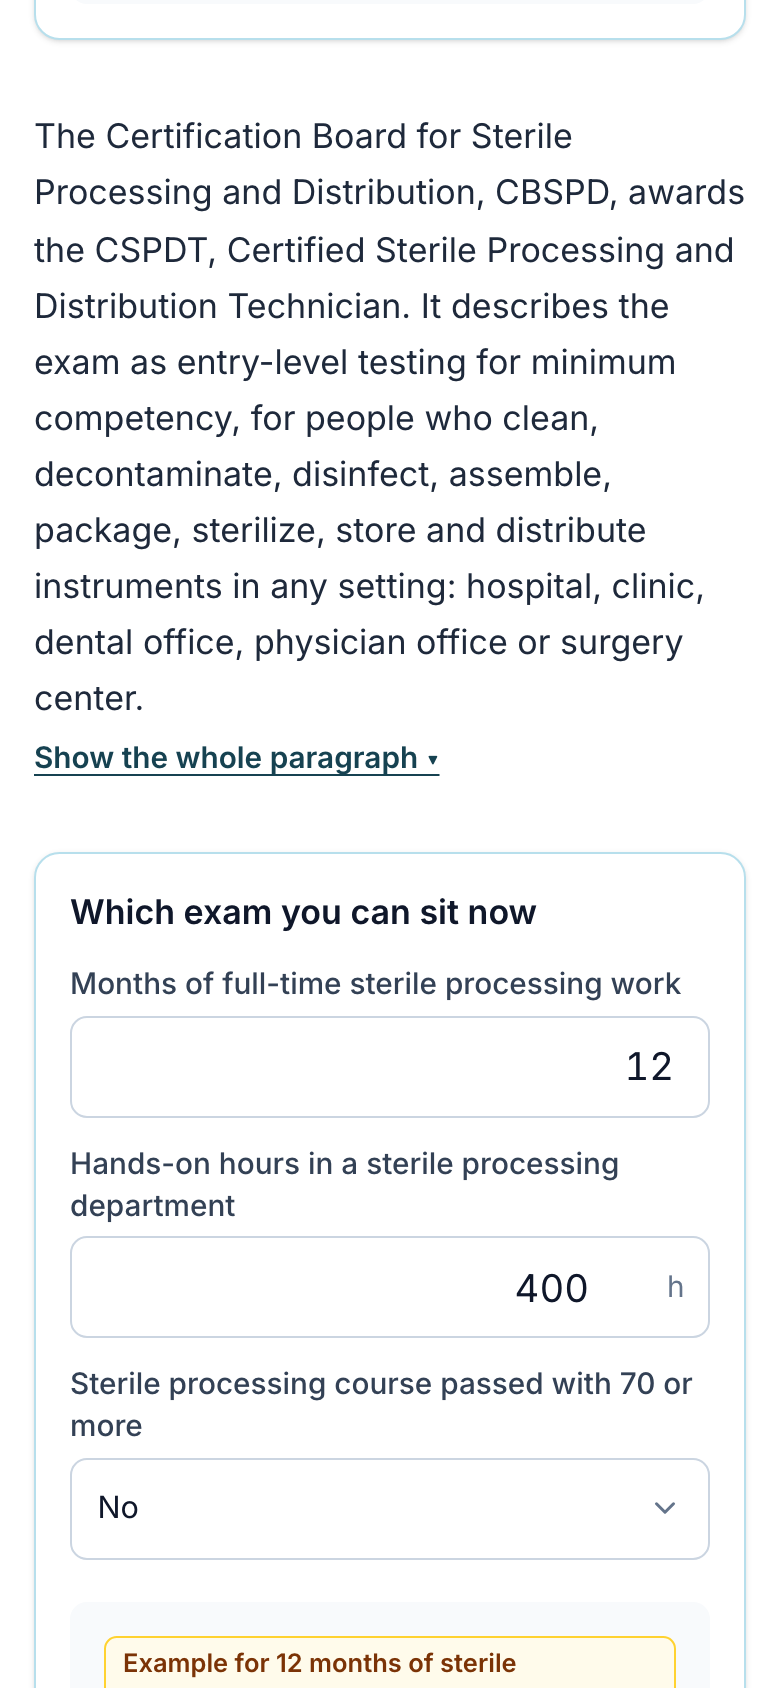 The Certification Board for Sterile
Processing and Distribution, CBSPD, awards
the CSPDT, Certified Sterile Processing and
Distribution Technician. It describes the
exam as entry-level testing for minimum
competency, for people who clean,
decontaminate, disinfect, assemble,
package, sterilize, store and distribute
instruments in any setting: hospital, clinic,
dental office, physician office or surgery
center.
Show the whole paragraph ▾
Which exam you can sit now
Months of full-time sterile processing work
12
Hands-on hours in a sterile processing
department
400 h
Sterile processing course passed with 70 or
more
No
Example for 12 months of sterile